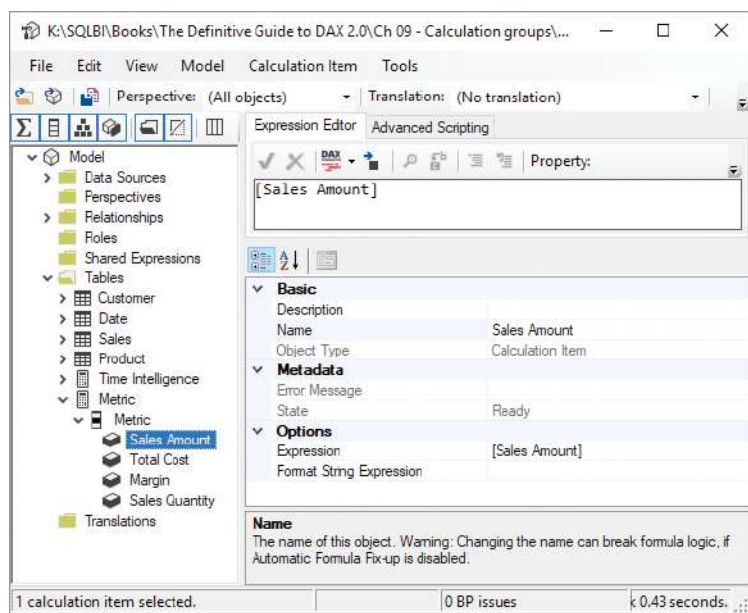 K:\SQLBI\Books\The Definitive Guide to DAX 2.0\Ch 09 - Calculation groups\...
File Edit View Model Calculation Item Tools
Perspective: (All objects) Translation: (No translation)
Expression Editor Advanced Scripting
DAX Property:
[Sales Amount]
Model
Data Sources
Perspectives
Relationships
Roles
Shared Expressions
Tables
Customer
Date
Sales
Product
Time Intelligence
Metric
Metric
Sales Amount
Total Cost
Margin
Sales Quantity
Translations
Basic
Description
Name Sales Amount
Object Type Calculation Item
Metadata
Error Message
State Ready
Options
Expression [Sales Amount]
Format String Expression
Name
The name of this object. Warning: Changing the name can break formula logic, if
Automatic Formula Fix-up is disabled.
1 calculation item selected. 0 BP issues k 0.43 seconds.